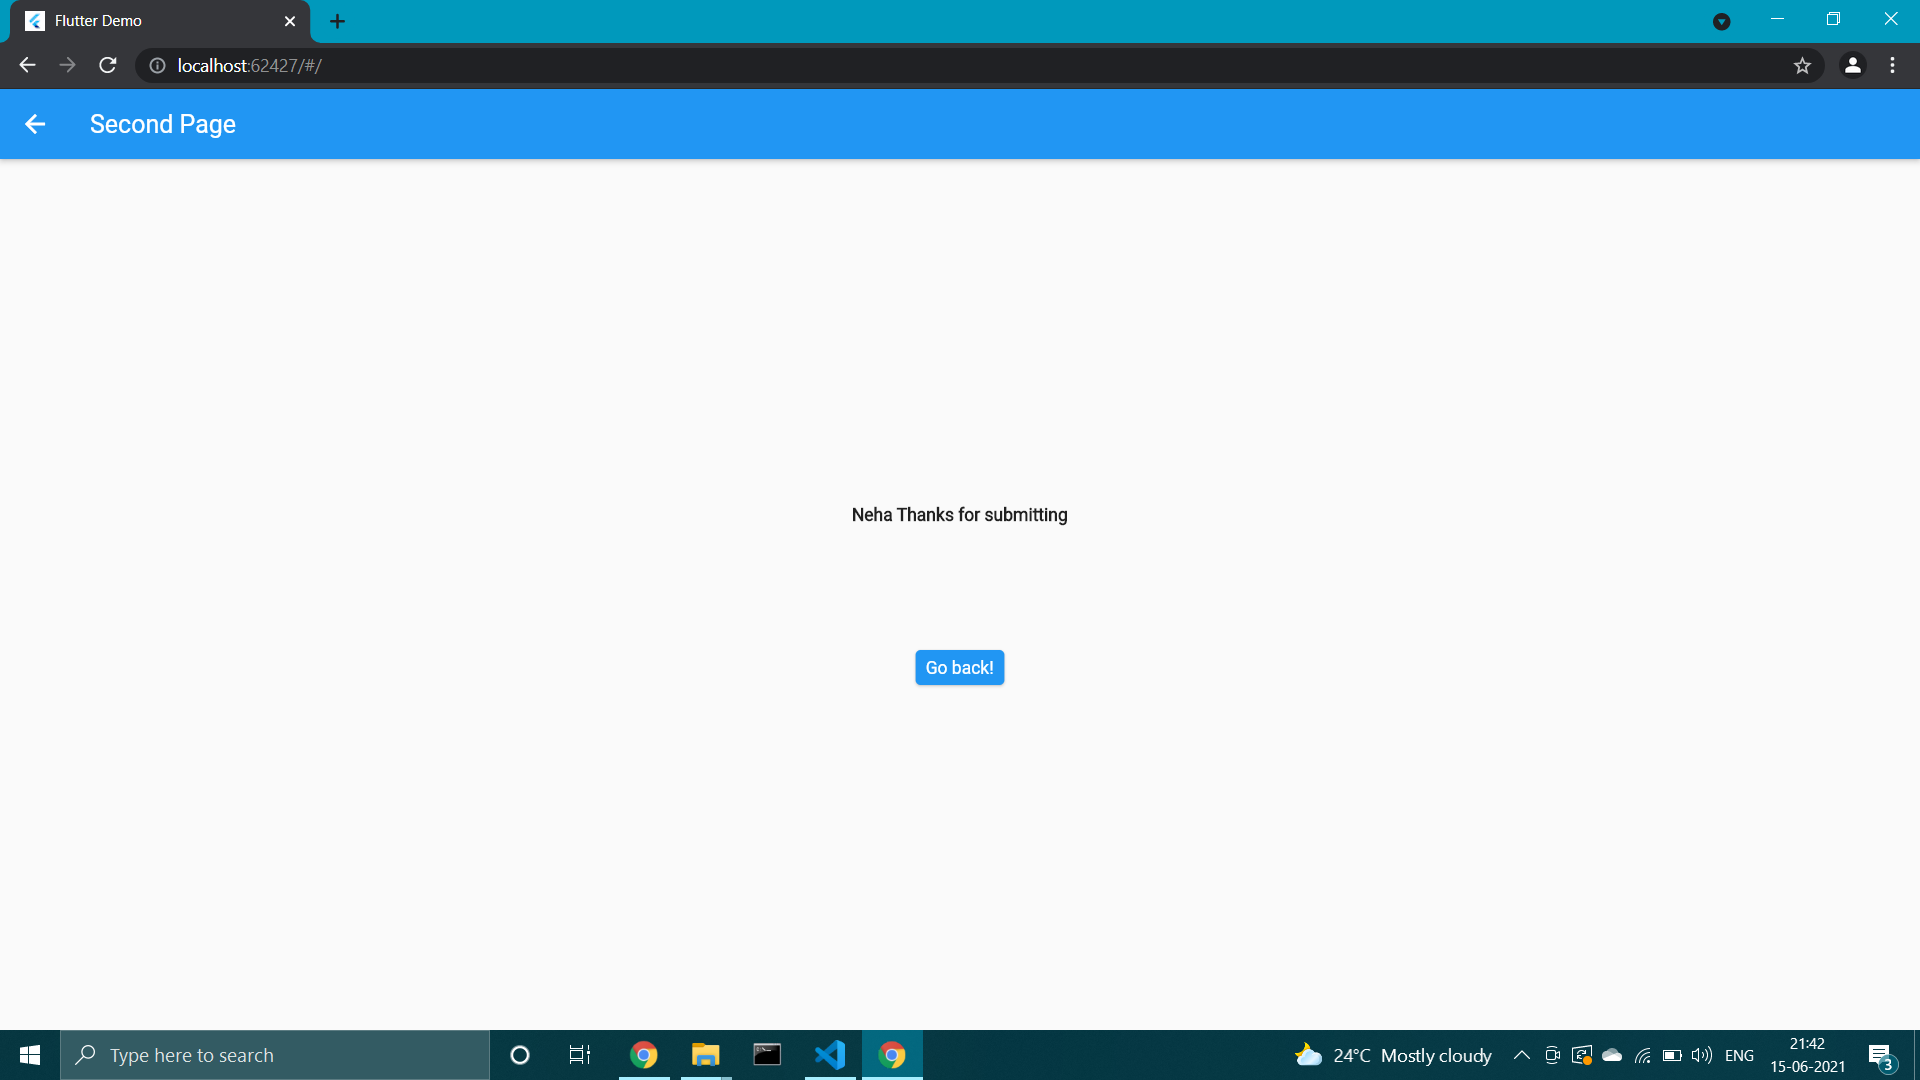 Flutter Demo
localhost:62427/#/
Second Page
Neha Thanks for submitting
Go back!
Type here to search
24°C Mostly cloudy
ENG
21:42
15-06-2021
3